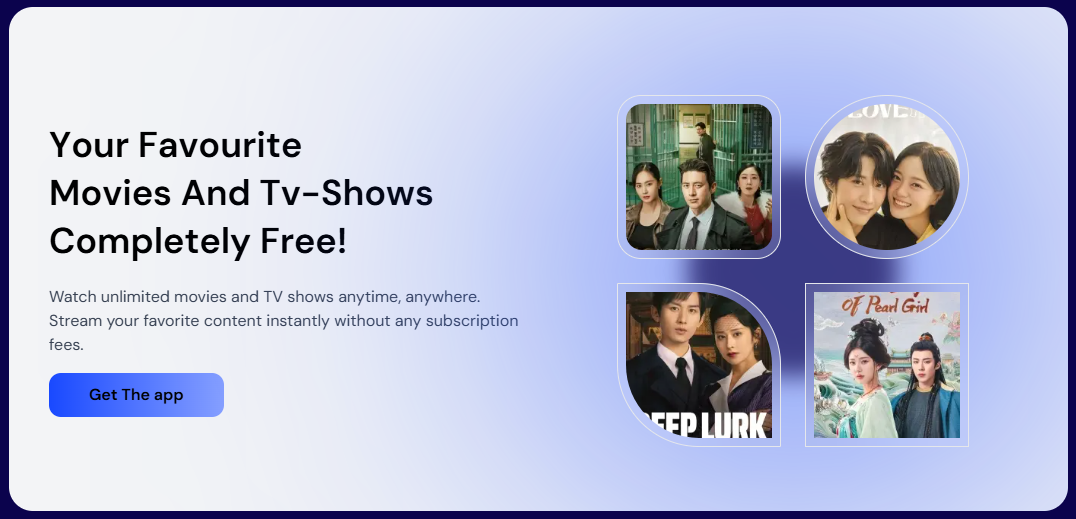 Your Favourite
Movies And Tv-Shows
Completely Free!
Watch unlimited movies and TV shows anytime, anywhere.
Stream your favorite content instantly without any subscription
fees.
Get The app
LOVE
of Pearl Girl
DEEP LURK